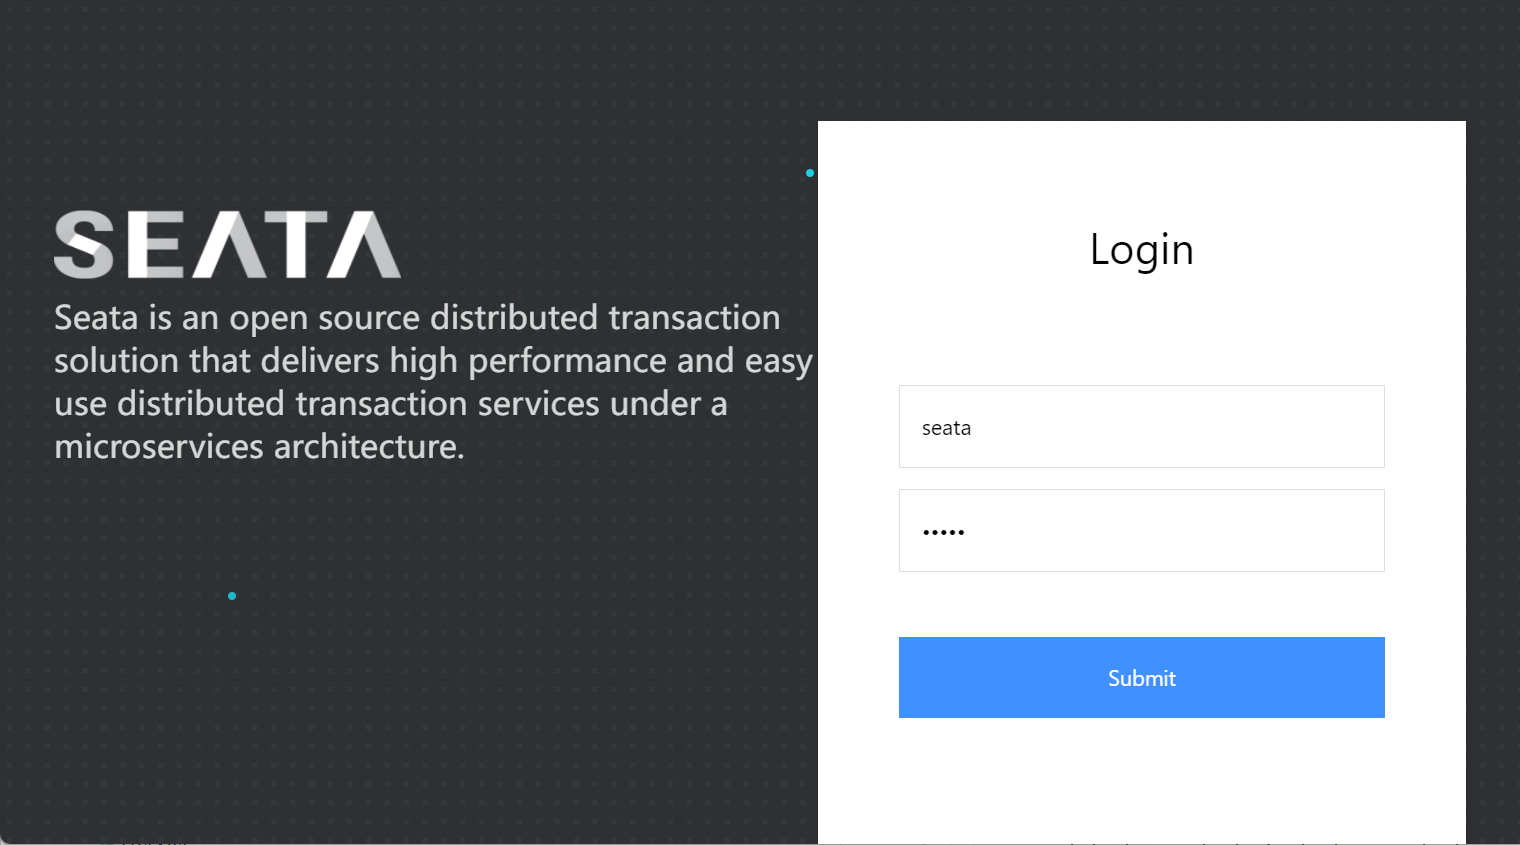 SEATA
Seata is an open source distributed transaction
solution that delivers high performance and easy
use distributed transaction services under a
microservices architecture.
Login
seata
•••••
Submit